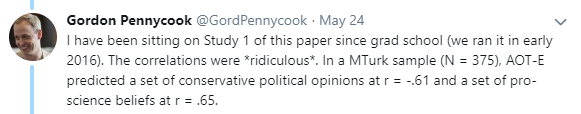 Gordon Pennycook @GordPennycook · May 24
I have been sitting on Study 1 of this paper since grad school (we ran it in early
2016). The correlations were *ridiculous*. In a MTurk sample (N = 375), AOT-E
predicted a set of conservative political opinions at r = -.61 and a set of pro-
science beliefs at r = .65.